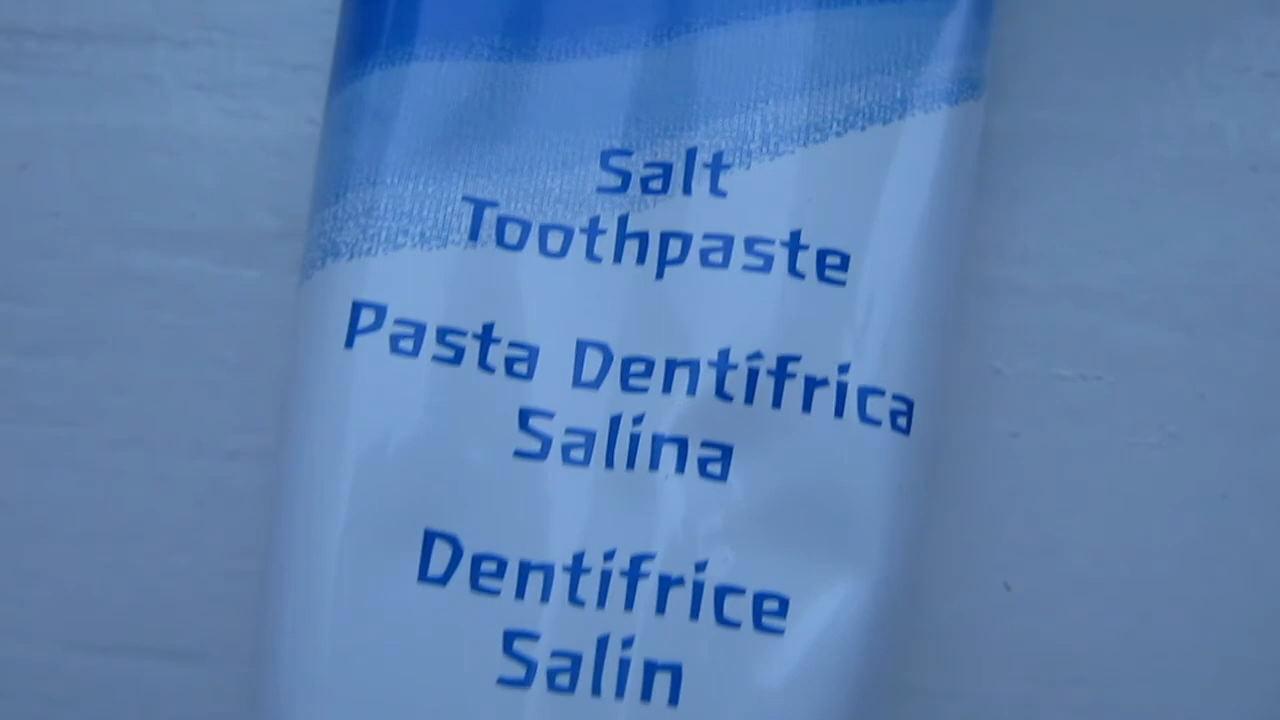 Salt
Toothpaste
Pasta Dentífrica
Salina
Dentifrice
Salin